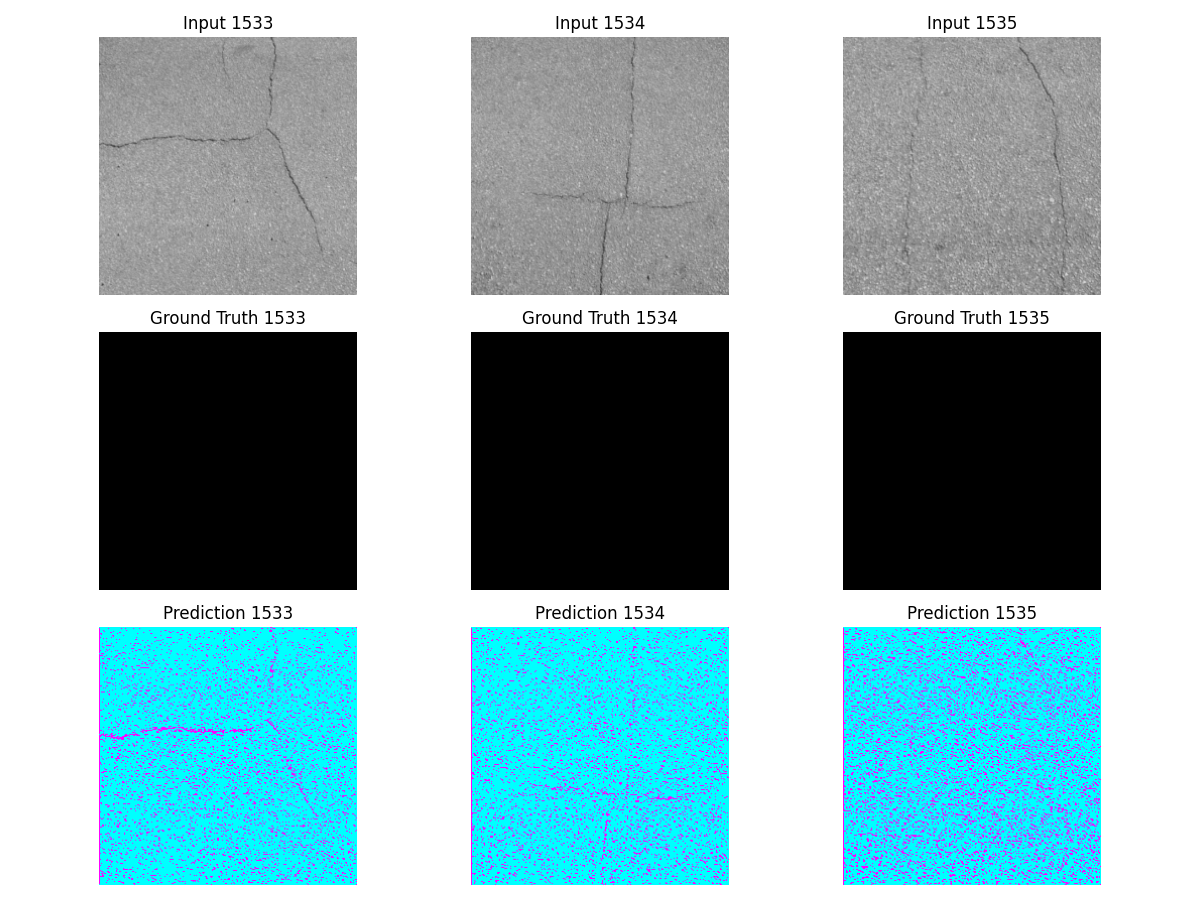 Input 1533
Input 1534
Input 1535
Ground Truth 1533
Ground Truth 1534
Ground Truth 1535
Prediction 1533
Prediction 1534
Prediction 1535